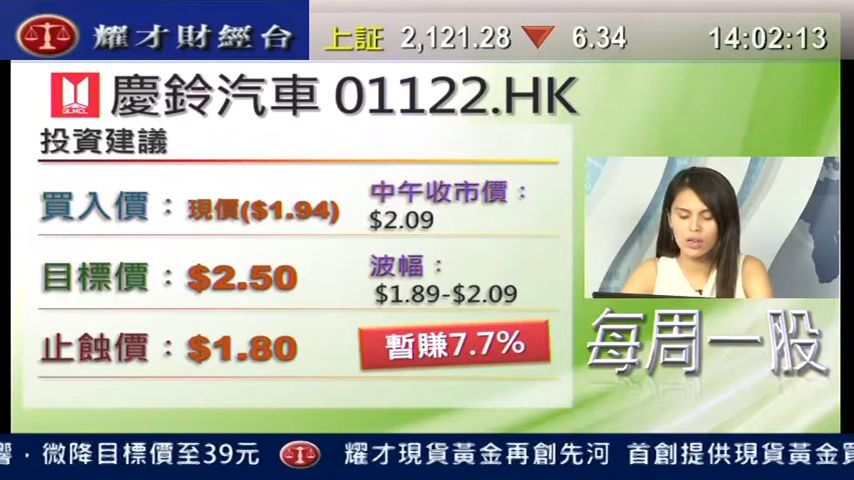 耀才財經台
上証 2,121.28 6.34 14:02:13
慶鈴汽車 01122.HK
QLMCL
投資建議
買入價：現價($1.94)
中午收市價：
$2.09
目標價：$2.50
波幅：
$1.89-$2.09
止蝕價：$1.80
暫賺7.7%
每周一股
響．微降目標價至39元 耀才現貨黃金再創先河 首創提供現貨黃金買